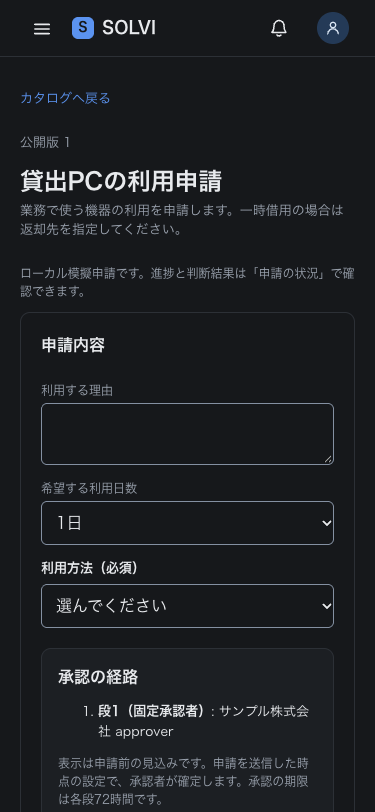 S SOLVI
カタログへ戻る
公開版 1
貸出PCの利用申請
業務で使う機器の利用を申請します。一時借用の場合は
返却先を指定してください。
ローカル模擬申請です。進捗と判断結果は「申請の状況」で確
認できます。
申請内容
利用する理由
希望する利用日数
1日
利用方法（必須）
選んでください
承認の経路
1. 段1（固定承認者）: サンプル株式会
社 approver
表示は申請前の見込みです。申請を送信した時
点の設定で、承認者が確定します。承認の期限
は各段72時間です。